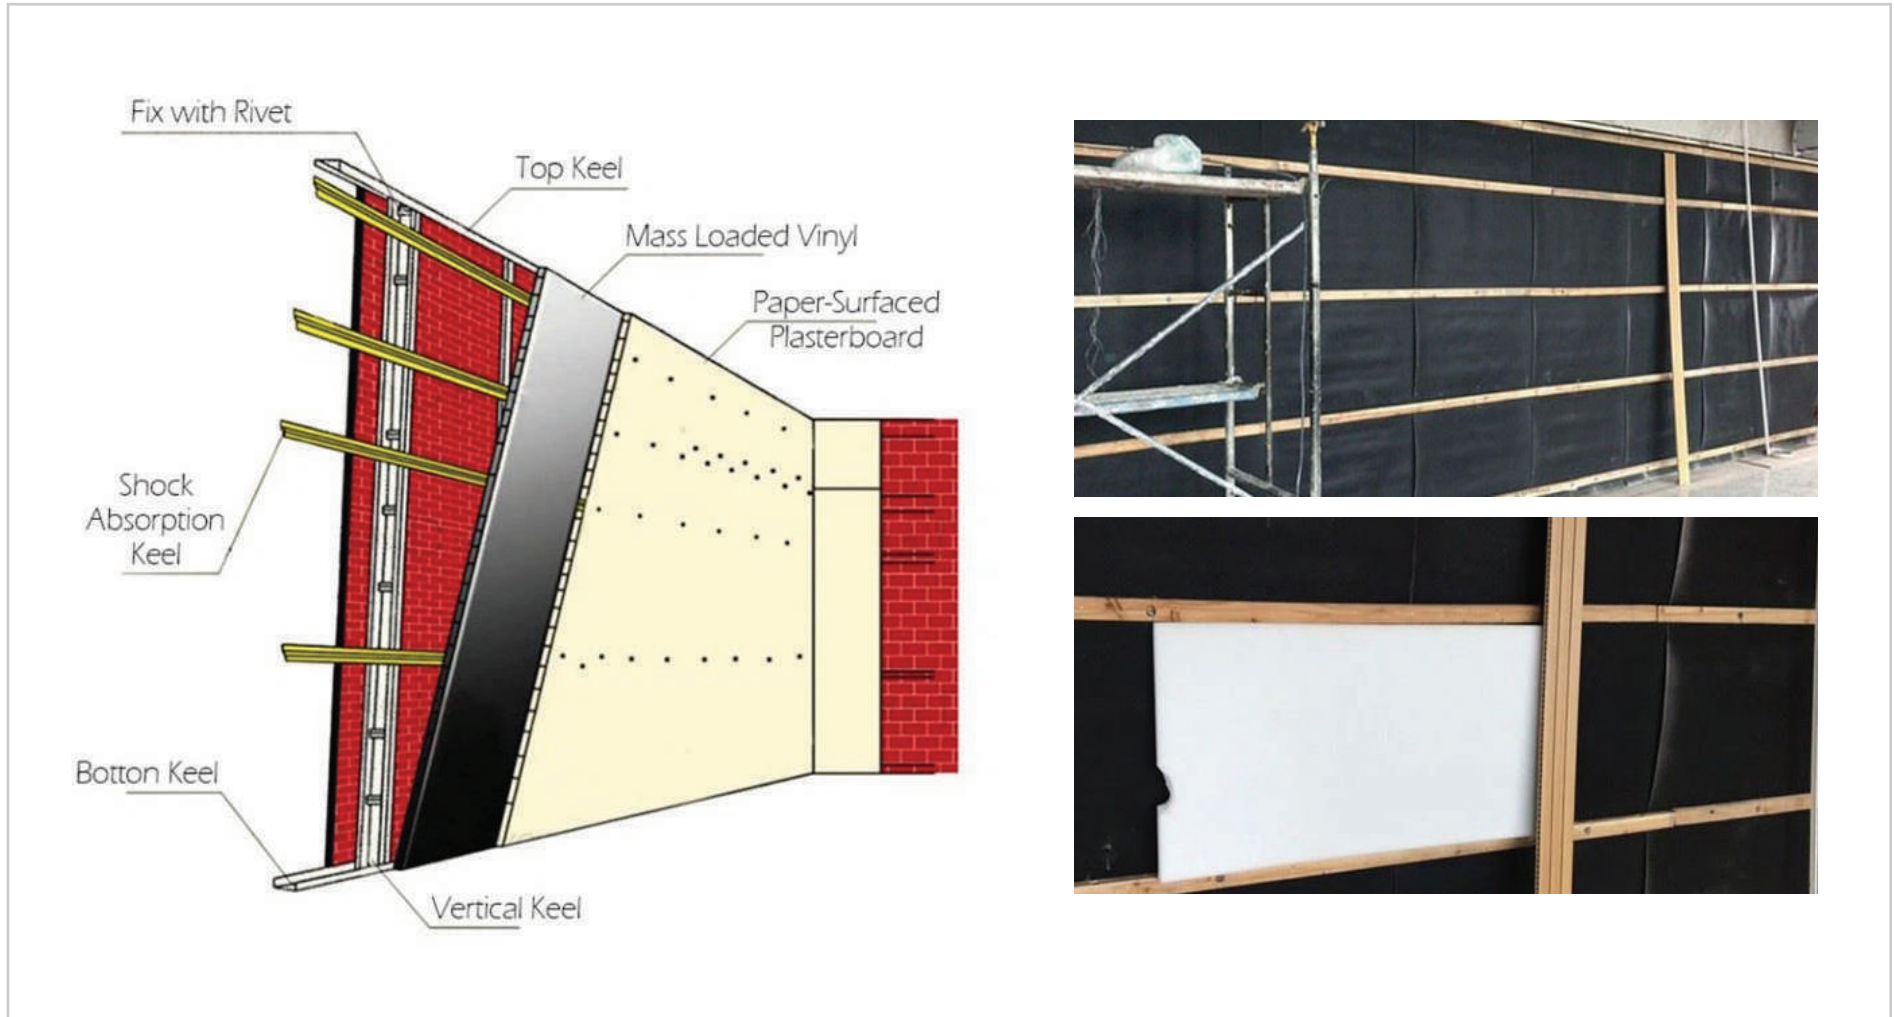 Fix with Rivet
Top Keel
Mass Loaded Vinyl
Paper-Surfaced
Plasterboard
Shock
Absorption
Keel
Botton Keel
Vertical Keel